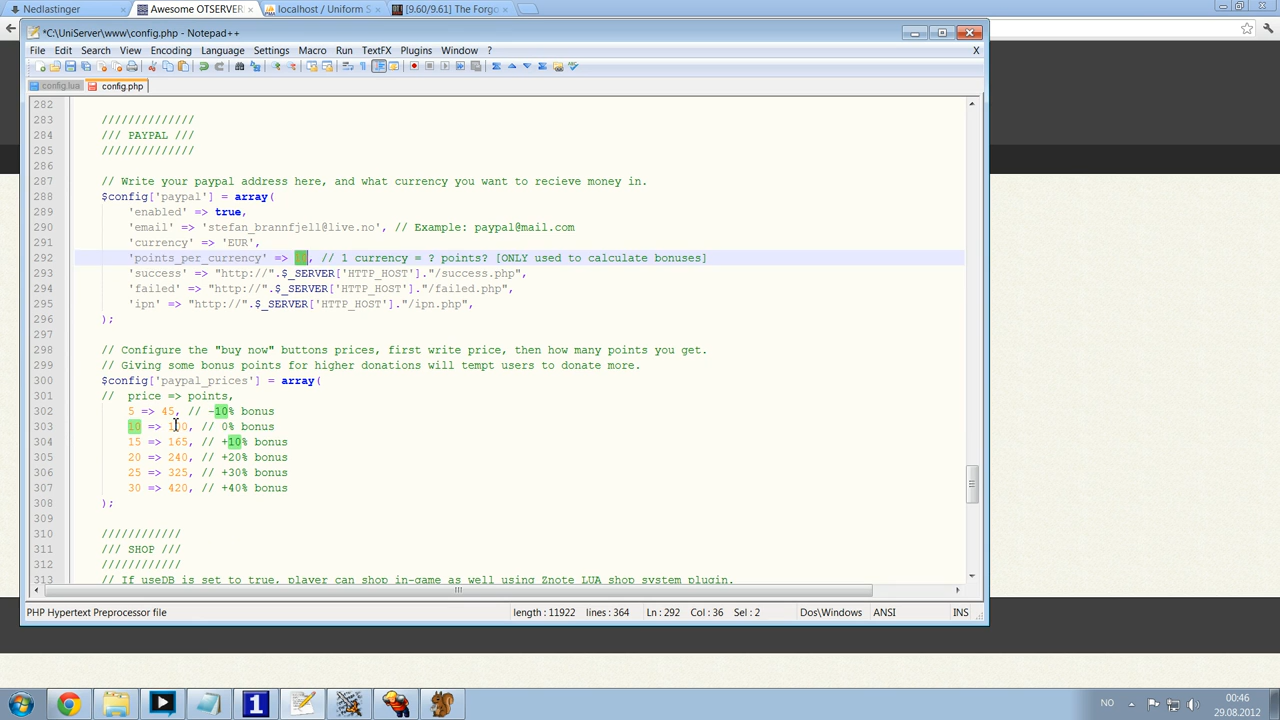 Nedlastinger
Awesome OTSERVER
localhost / Uniform S
[9.60/9.61] The Forgo
*C:\UniServer\www\config.php - Notepad++
File Edit Search View Encoding Language Settings Macro Run TextFX Plugins Window ? X
config.lua config.php
282
283 //////////////
284 /// PAYPAL ///
285 //////////////
286
287 // Write your paypal address here, and what currency you want to recieve money in.
288 $config['paypal'] = array(
289 'enabled' => true,
290 'email' => 'stefan_brannfjell@live.no', // Example: paypal@mail.com
291 'currency' => 'EUR',
292 'points_per_currency' => 10, // 1 currency = ? points? [ONLY used to calculate bonuses]
293 'success' => "http://".$_SERVER['HTTP_HOST']."/success.php",
294 'failed' => "http://".$_SERVER['HTTP_HOST']."/failed.php",
295 'ipn' => "http://".$_SERVER['HTTP_HOST']."/ipn.php",
296 );
297
298 // Configure the "buy now" buttons prices, first write price, then how many points you get.
299 // Giving some bonus points for higher donations will tempt users to donate more.
300 $config['paypal_prices'] = array(
301 // price => points,
302 5 => 45, // -10% bonus
303 10 => 100, // 0% bonus
304 15 => 165, // +10% bonus
305 20 => 240, // +20% bonus
306 25 => 325, // +30% bonus
307 30 => 420, // +40% bonus
308 );
309
310 ////////////
311 /// SHOP ///
312 ////////////
313 // If useDB is set to true, player can shop in-game as well using Znote LUA shop system plugin.
PHP Hypertext Preprocessor file length : 11922 lines : 364 Ln : 292 Col : 36 Sel : 2 Dos\Windows ANSI INS
NO
00:46
29.08.2012